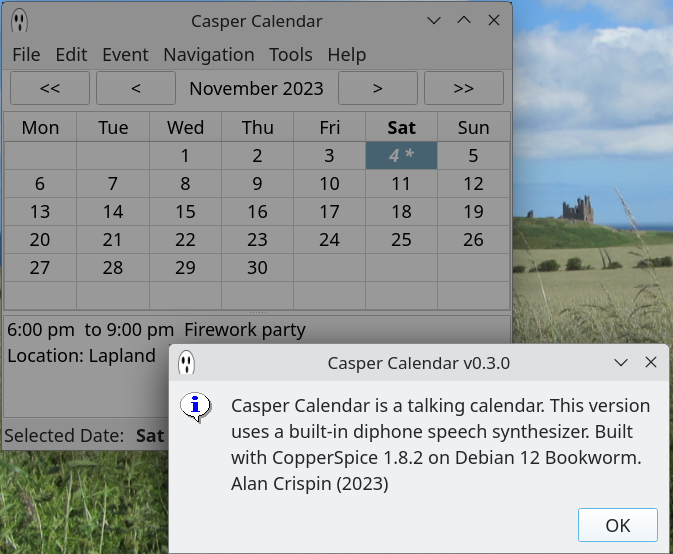 Casper Calendar
File Edit Event Navigation Tools Help
<< < November 2023 > >>
Mon Tue Wed Thu Fri Sat Sun
1 2 3 4 * 5
6 7 8 9 10 11 12
13 14 15 16 17 18 19
20 21 22 23 24 25 26
27 28 29 30
6:00 pm to 9:00 pm Firework party
Location: Lapland
Selected Date: Sat
Casper Calendar v0.3.0
Casper Calendar is a talking calendar. This version
uses a built-in diphone speech synthesizer. Built
with CopperSpice 1.8.2 on Debian 12 Bookworm.
Alan Crispin (2023)
OK